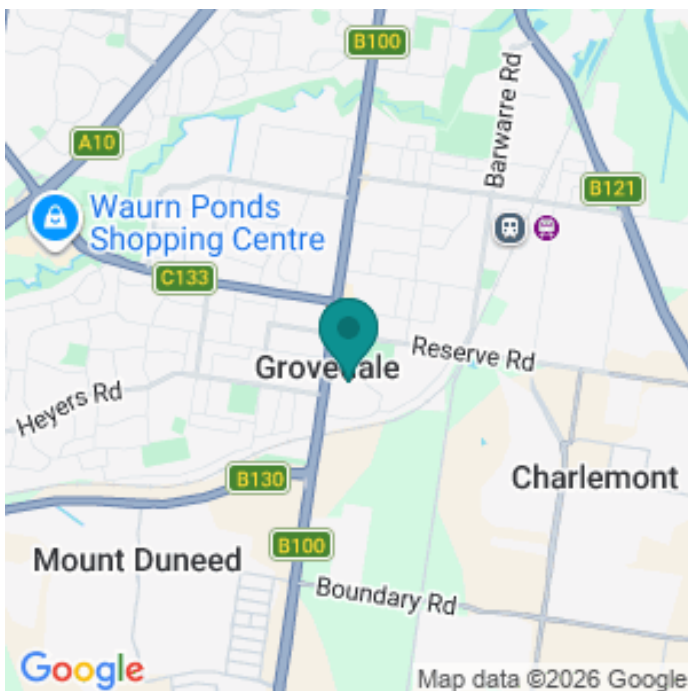 B100
Barwarre Rd
A10
B121
Waurn Ponds
Shopping Centre
C133
Reserve Rd
Grovedale
Heyers Rd
B130
Charlemont
B100
Mount Duneed
Boundary Rd
Google
Map data ©2026 Google